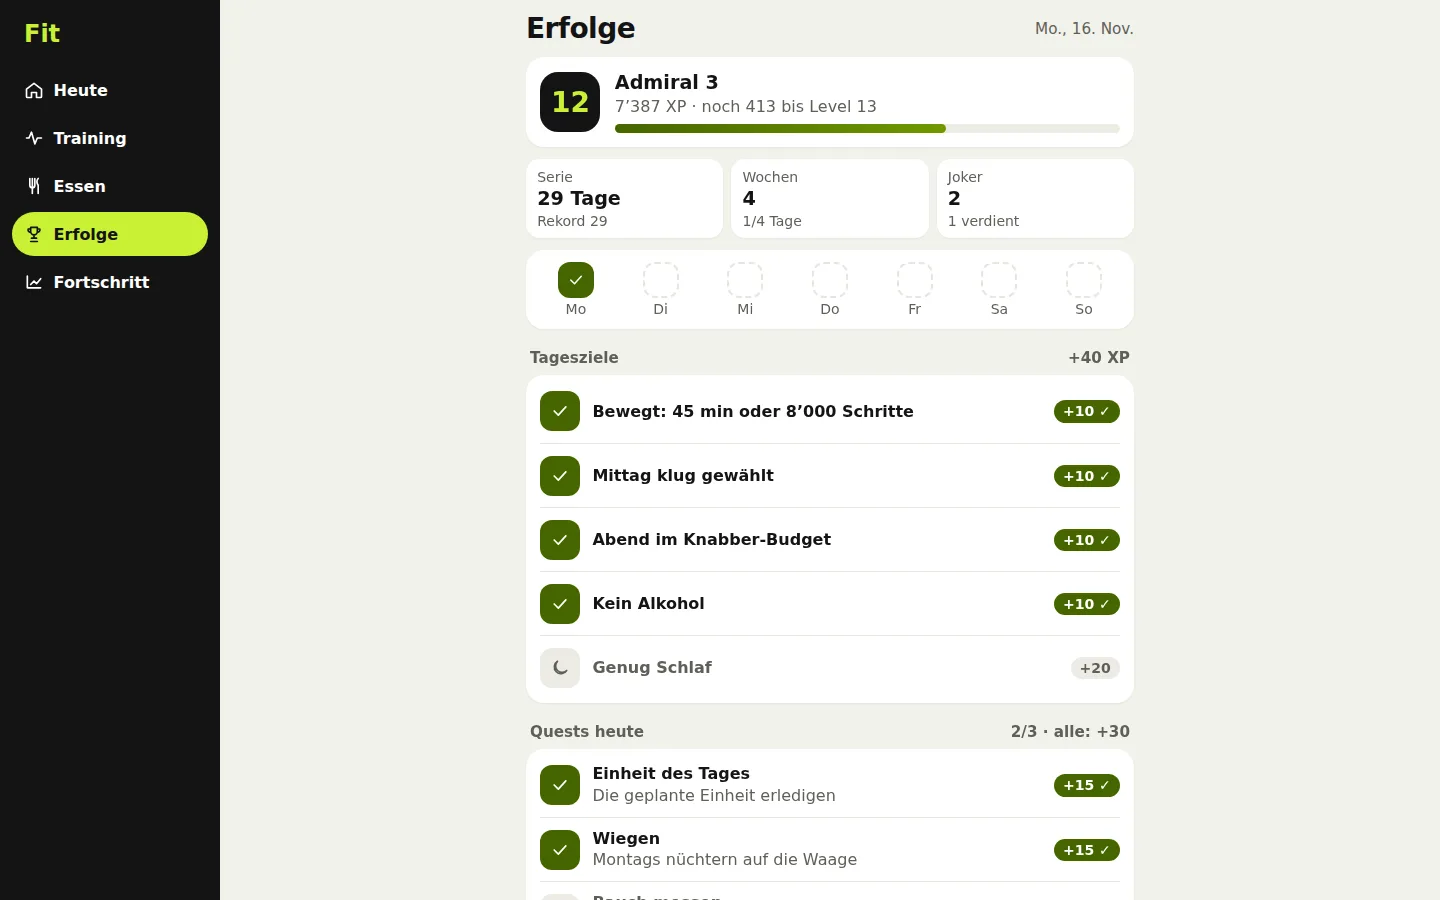 Fit
Heute
Training
Essen
Erfolge
Fortschritt
Erfolge
Mo., 16. Nov.
12
Admiral 3
7’387 XP · noch 413 bis Level 13
Serie
29 Tage
Rekord 29
Wochen
4
1/4 Tage
Joker
2
1 verdient
Mo Di Mi Do Fr Sa So
Tagesziele +40 XP
Bewegt: 45 min oder 8’000 Schritte +10 ✓
Mittag klug gewählt +10 ✓
Abend im Knabber-Budget +10 ✓
Kein Alkohol +10 ✓
Genug Schlaf +20
Quests heute 2/3 · alle: +30
Einheit des Tages
Die geplante Einheit erledigen
+15 ✓
Wiegen
Montags nüchtern auf die Waage
+15 ✓